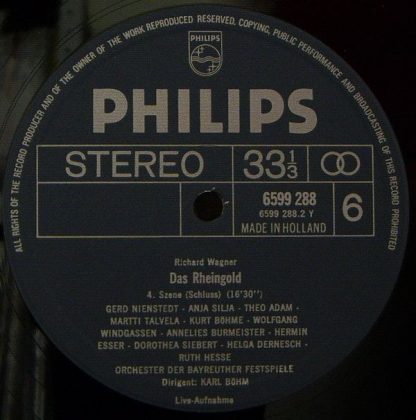 ALL RIGHTS OF THE RECORD PRODUCER AND OF THE OWNER OF THE WORK REPRODUCED RESERVED. COPYING, PUBLIC PERFORMANCE AND BROADCASTING OF THIS RECORD PROHIBITED
PHILIPS
PHILIPS
STEREO 33 1/3
6599 288
6599 288.2 Y
MADE IN HOLLAND
6
Richard Wagner
Das Rheingold
4. Szene (Schluss) (16'30'')
GERD NIENSTEDT - ANJA SILJA - THEO ADAM -
MARTTI TALVELA - KURT BÖHME - WOLFGANG
WINDGASSEN - ANNELIES BURMEISTER - HERMIN
ESSER - DOROTHEA SIEBERT - HELGA DERNESCH -
RUTH HESSE
ORCHESTER DER BAYREUTHER FESTSPIELE
Dirigent: KARL BÖHM
Live-Aufnahme